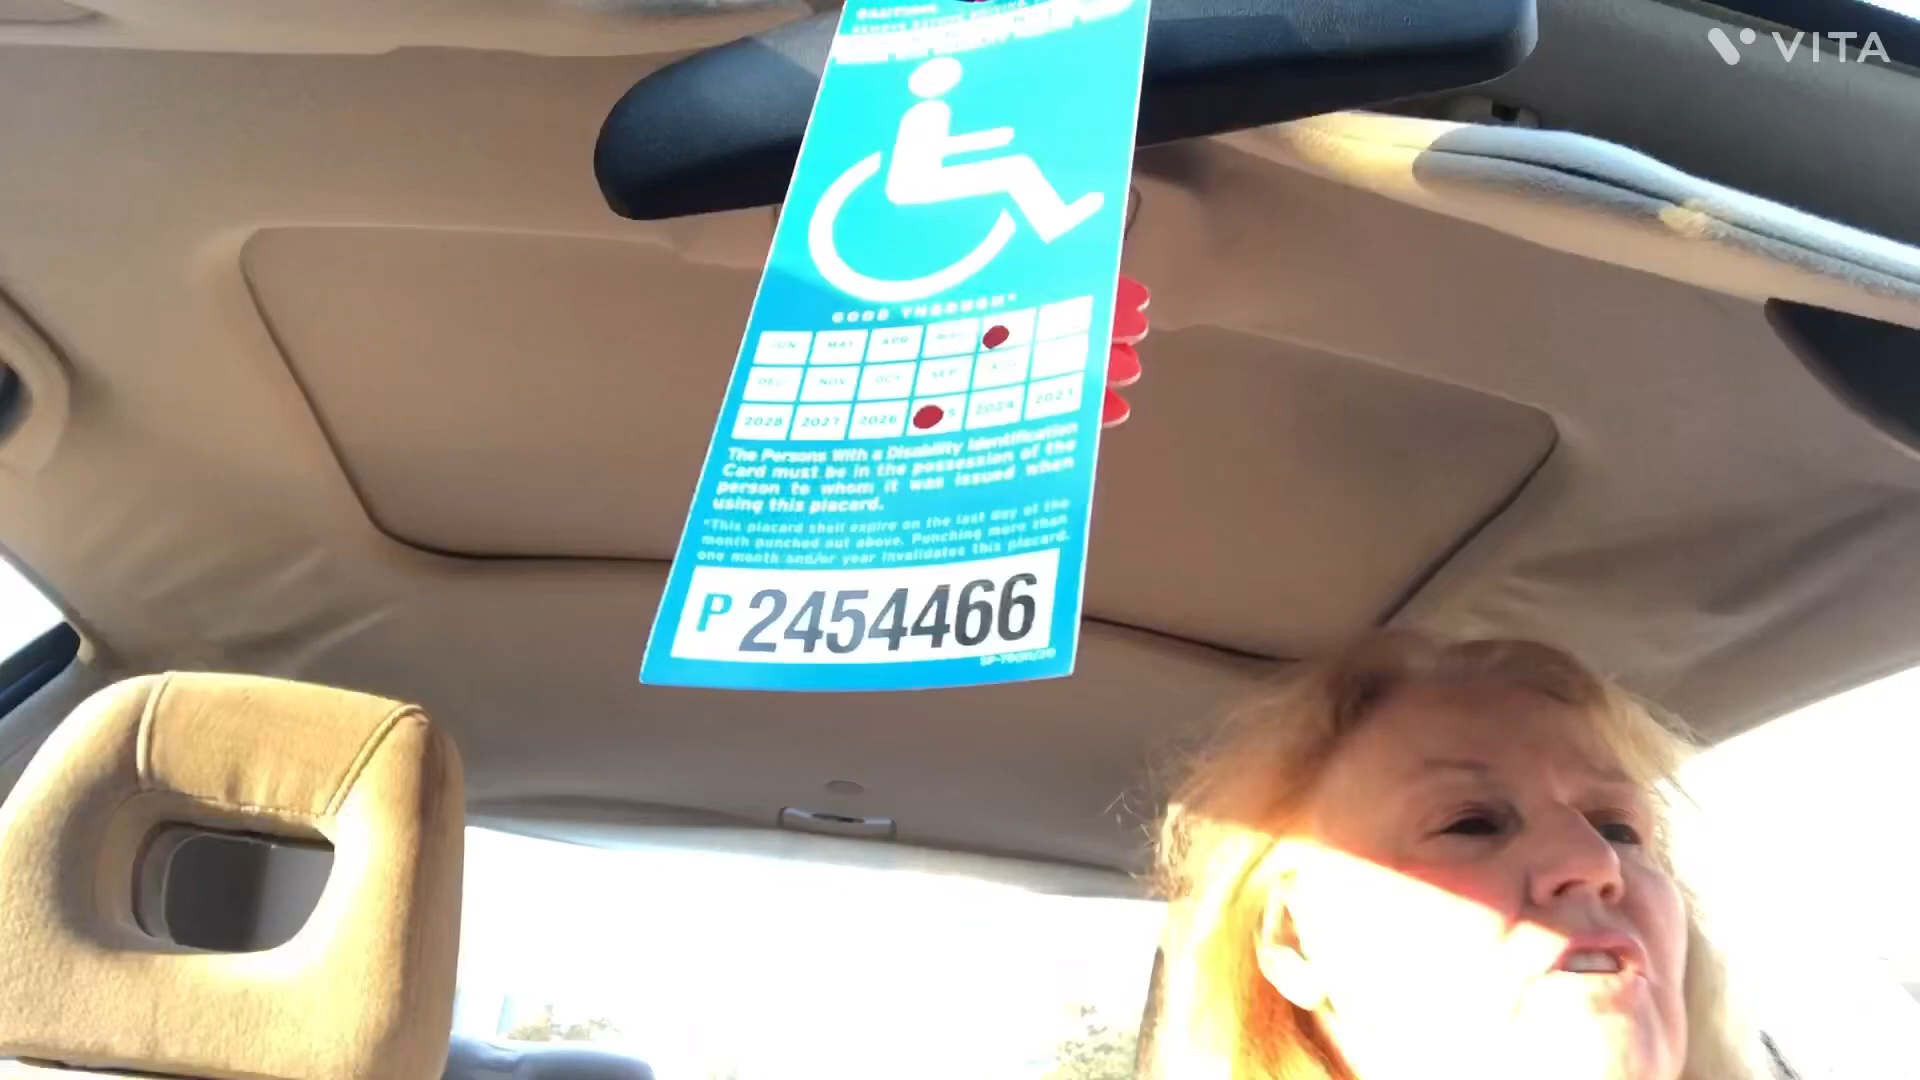 VITA
CAUTION
GOOD THROUGH*
JUN MAY APR
DEC NOV OCT SEP AUG
2028 2027 2026 5 2024 2023
The Persons With a Disability Identification
Card must be in the possession of the
person to whom it was issued when
using this placard.
*This placard shall expire on the last day of the
month punched out above. Punching more than
one month and/or year invalidates this placard.
P 2454466